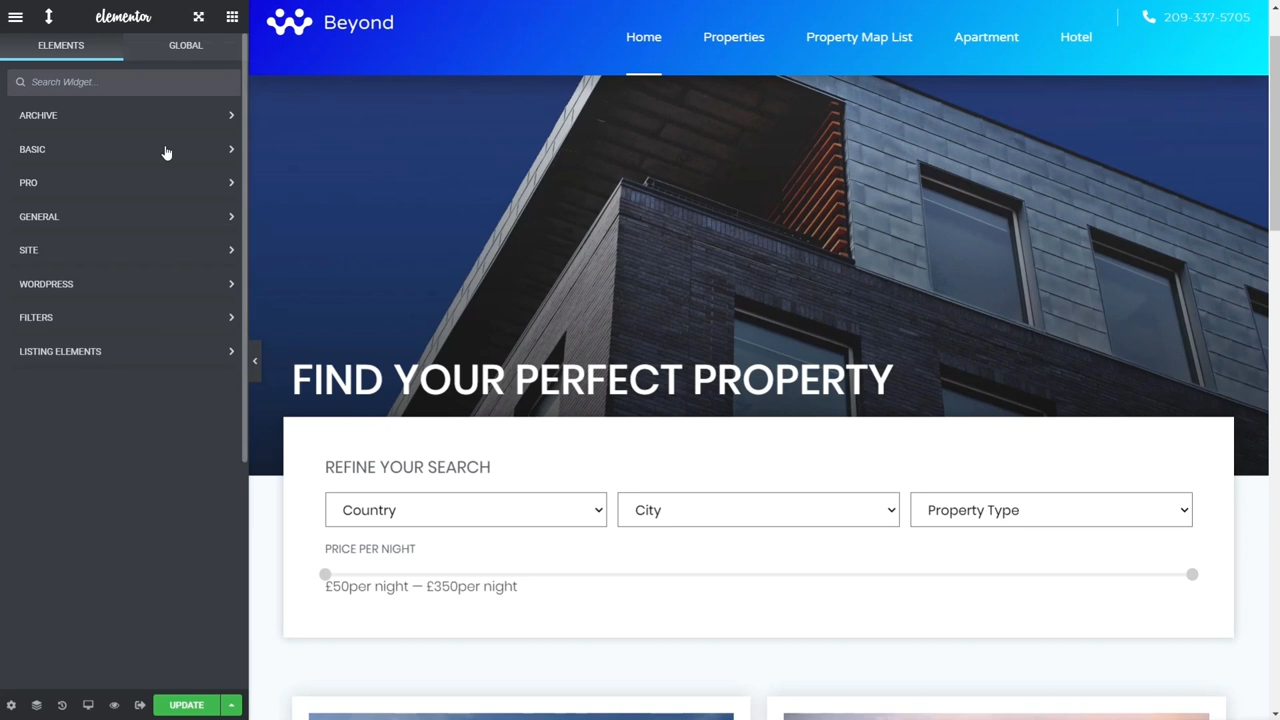 elementor
ELEMENTS
GLOBAL
Search Widget...
ARCHIVE
BASIC
PRO
GENERAL
SITE
WORDPRESS
FILTERS
LISTING ELEMENTS
UPDATE
Beyond
209-337-5705
Home
Properties
Property Map List
Apartment
Hotel
FIND YOUR PERFECT PROPERTY
REFINE YOUR SEARCH
Country
City
Property Type
PRICE PER NIGHT
£50per night — £350per night